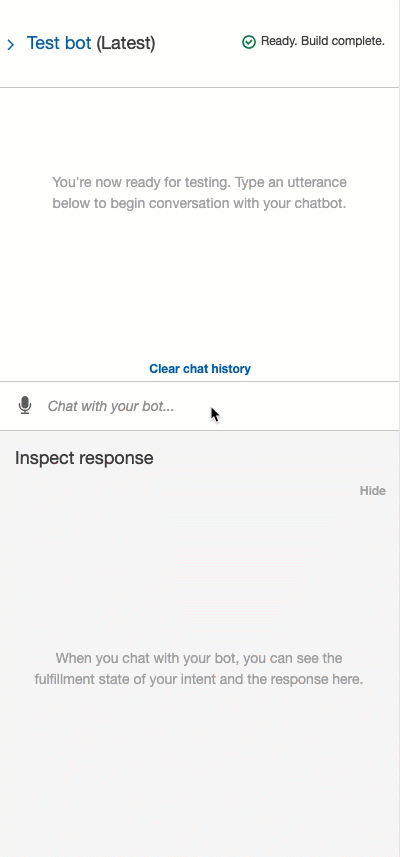 Test bot (Latest)
Ready. Build complete.
You're now ready for testing. Type an utterance
below to begin conversation with your chatbot.
Clear chat history
Chat with your bot...
Inspect response
Hide
When you chat with your bot, you can see the
fulfillment state of your intent and the response here.